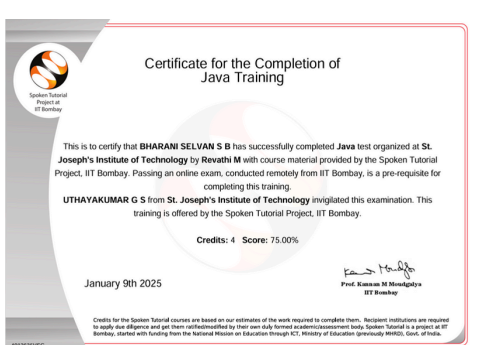 Spoken Tutorial
Project at
IIT Bombay
Certificate for the Completion of
Java Training
This is to certify that BHARANI SELVAN S B has successfully completed Java test organized at St.
Joseph's Institute of Technology by Revathi M with course material provided by the Spoken Tutorial
Project, IIT Bombay. Passing an online exam, conducted remotely from IIT Bombay, is a pre-requisite for
completing this training.
UTHAYAKUMAR G S from St. Joseph's Institute of Technology invigilated this examination. This
training is offered by the Spoken Tutorial Project, IIT Bombay.
Credits: 4 Score: 75.00%
January 9th 2025
Prof. Kannan M Moudgalya
IIT Bombay
Credits for the Spoken Tutorial courses are based on our estimates of the work required to complete them. Recipient institutions are required
to apply due diligence and get them ratified/modified by their own duly formed academic/assessment body. Spoken Tutorial is a project at IIT
Bombay, started with funding from the National Mission on Education through ICT, Ministry of Education (previously MHRD), Govt. of India.